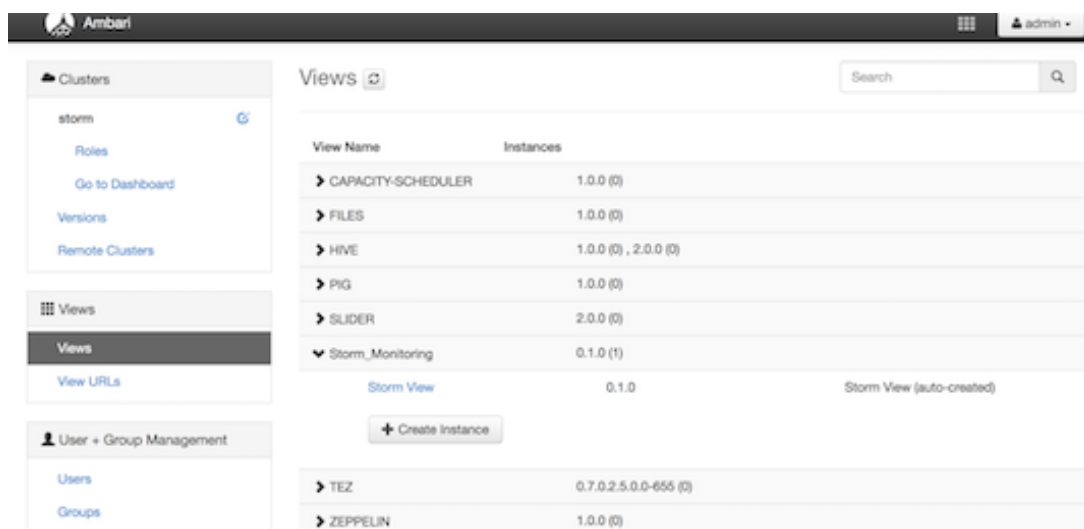 Ambari
admin
Clusters
storm
Roles
Go to Dashboard
Versions
Remote Clusters
Views
Views
View URLs
User + Group Management
Users
Groups
Views
Search
View Name Instances
CAPACITY-SCHEDULER 1.0.0 (0)
FILES 1.0.0 (0)
HIVE 1.0.0 (0) , 2.0.0 (0)
PIG 1.0.0 (0)
SLIDER 2.0.0 (0)
Storm_Monitoring 0.1.0 (1)
Storm View 0.1.0 Storm View (auto-created)
+ Create Instance
TEZ 0.7.0.2.5.0.0-655 (0)
ZEPPELIN 1.0.0 (0)